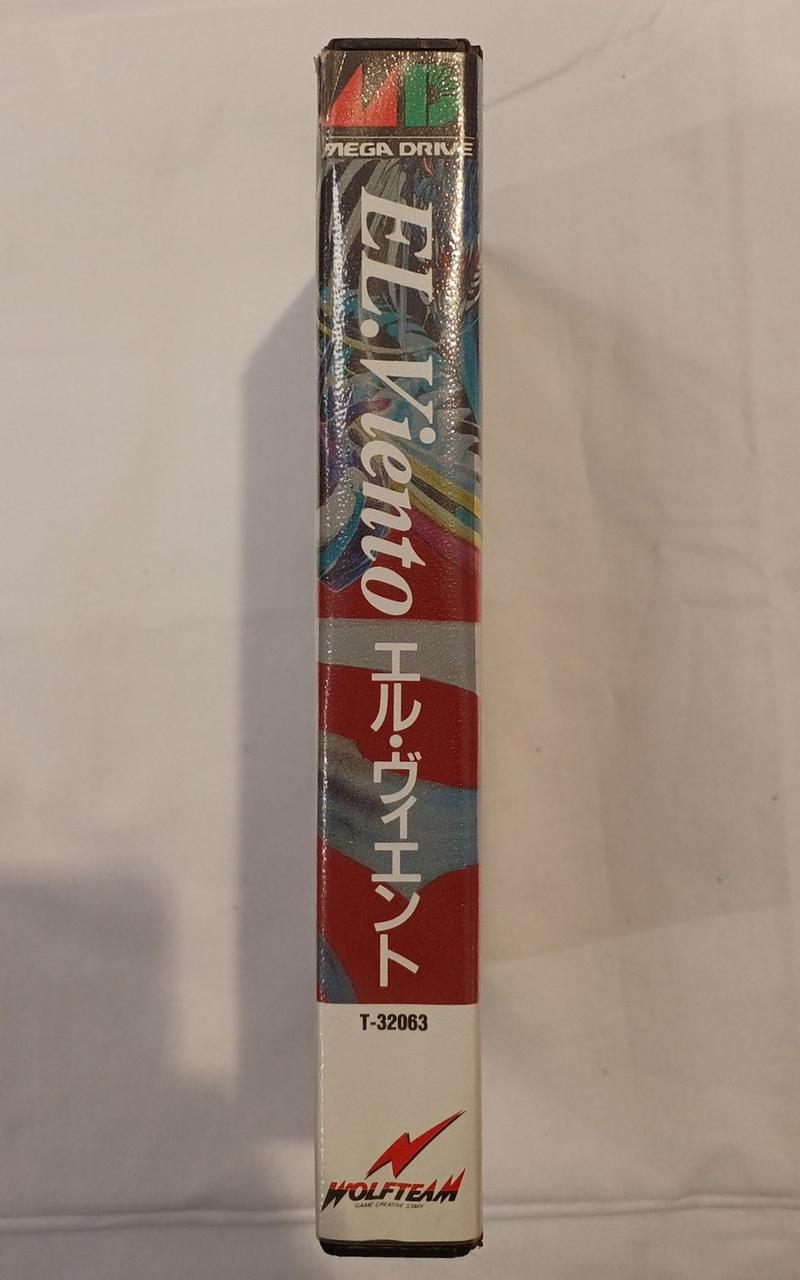 MD
MEGA DRIVE
EL.Viento
エル・ヴィエント
T-32063
WOLFTEAM
GAME CREATIVE STAFF